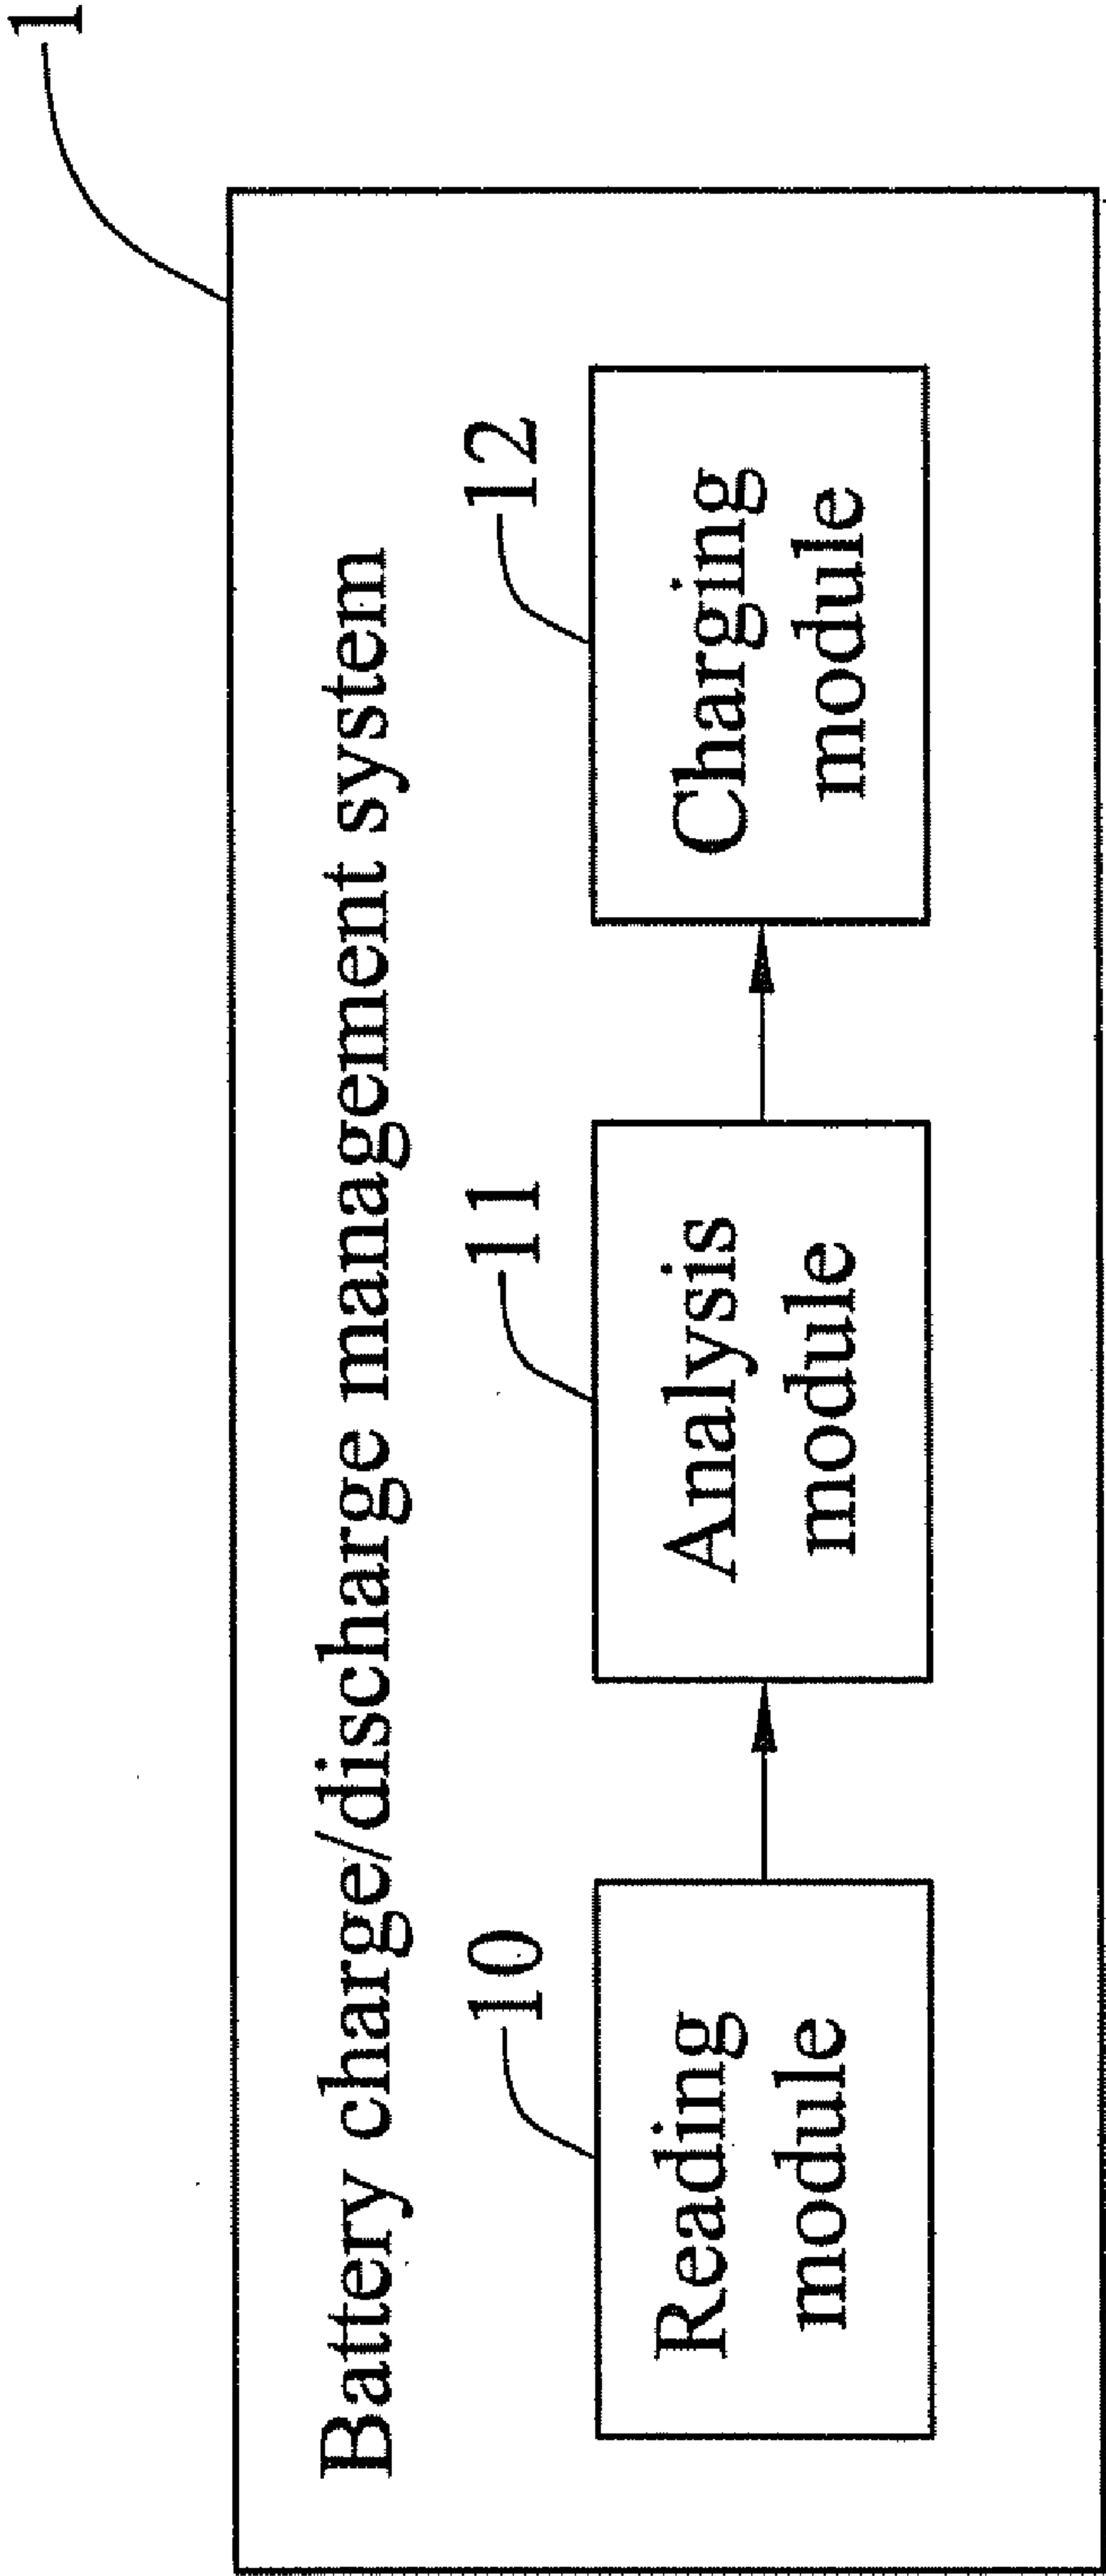 1
Battery charge/discharge management system
10
Reading
module
11
Analysis
module
12
Charging
module